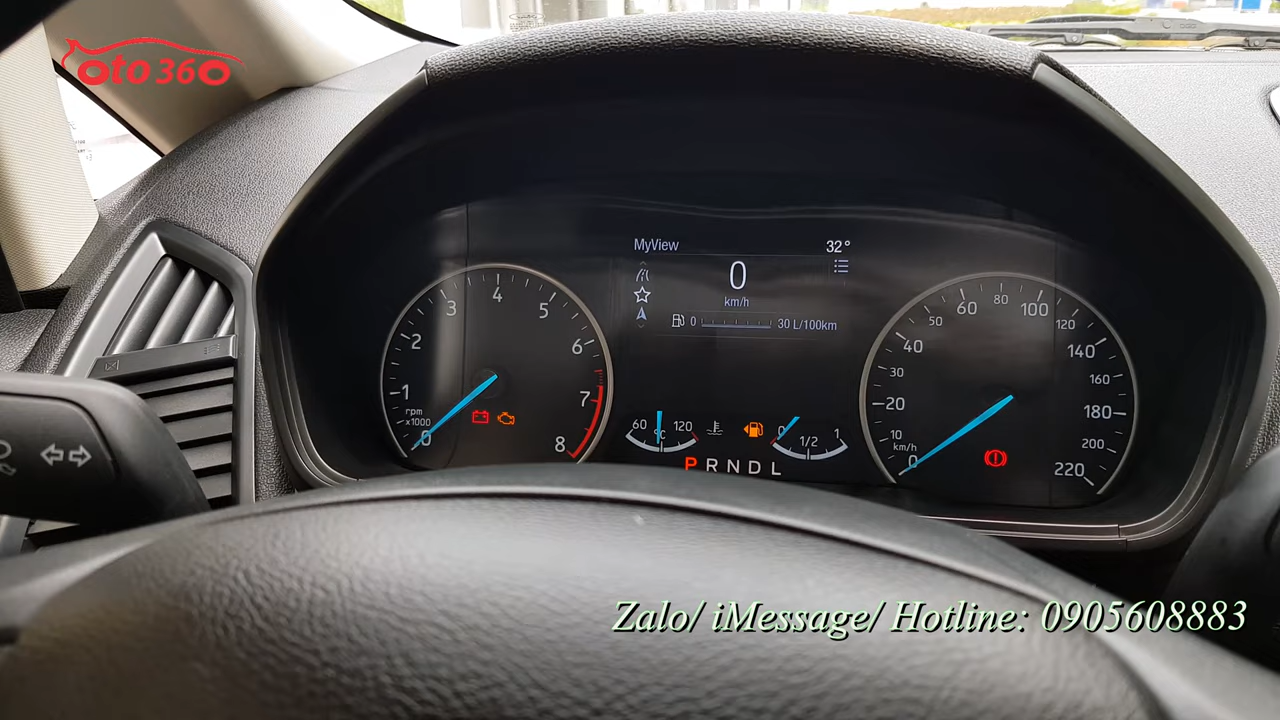 oto360
MyView 32°
0
km/h
0 30 L/100km
1 2 3 4 5 6 7 8
rpm
x1000
0
60 120
°C
0 1/2 1
P R N D L
0 10 20 30 40 50 60 80 100 120 140 160 180 200 220
km/h
Zalo/ iMessage/ Hotline: 0905608883